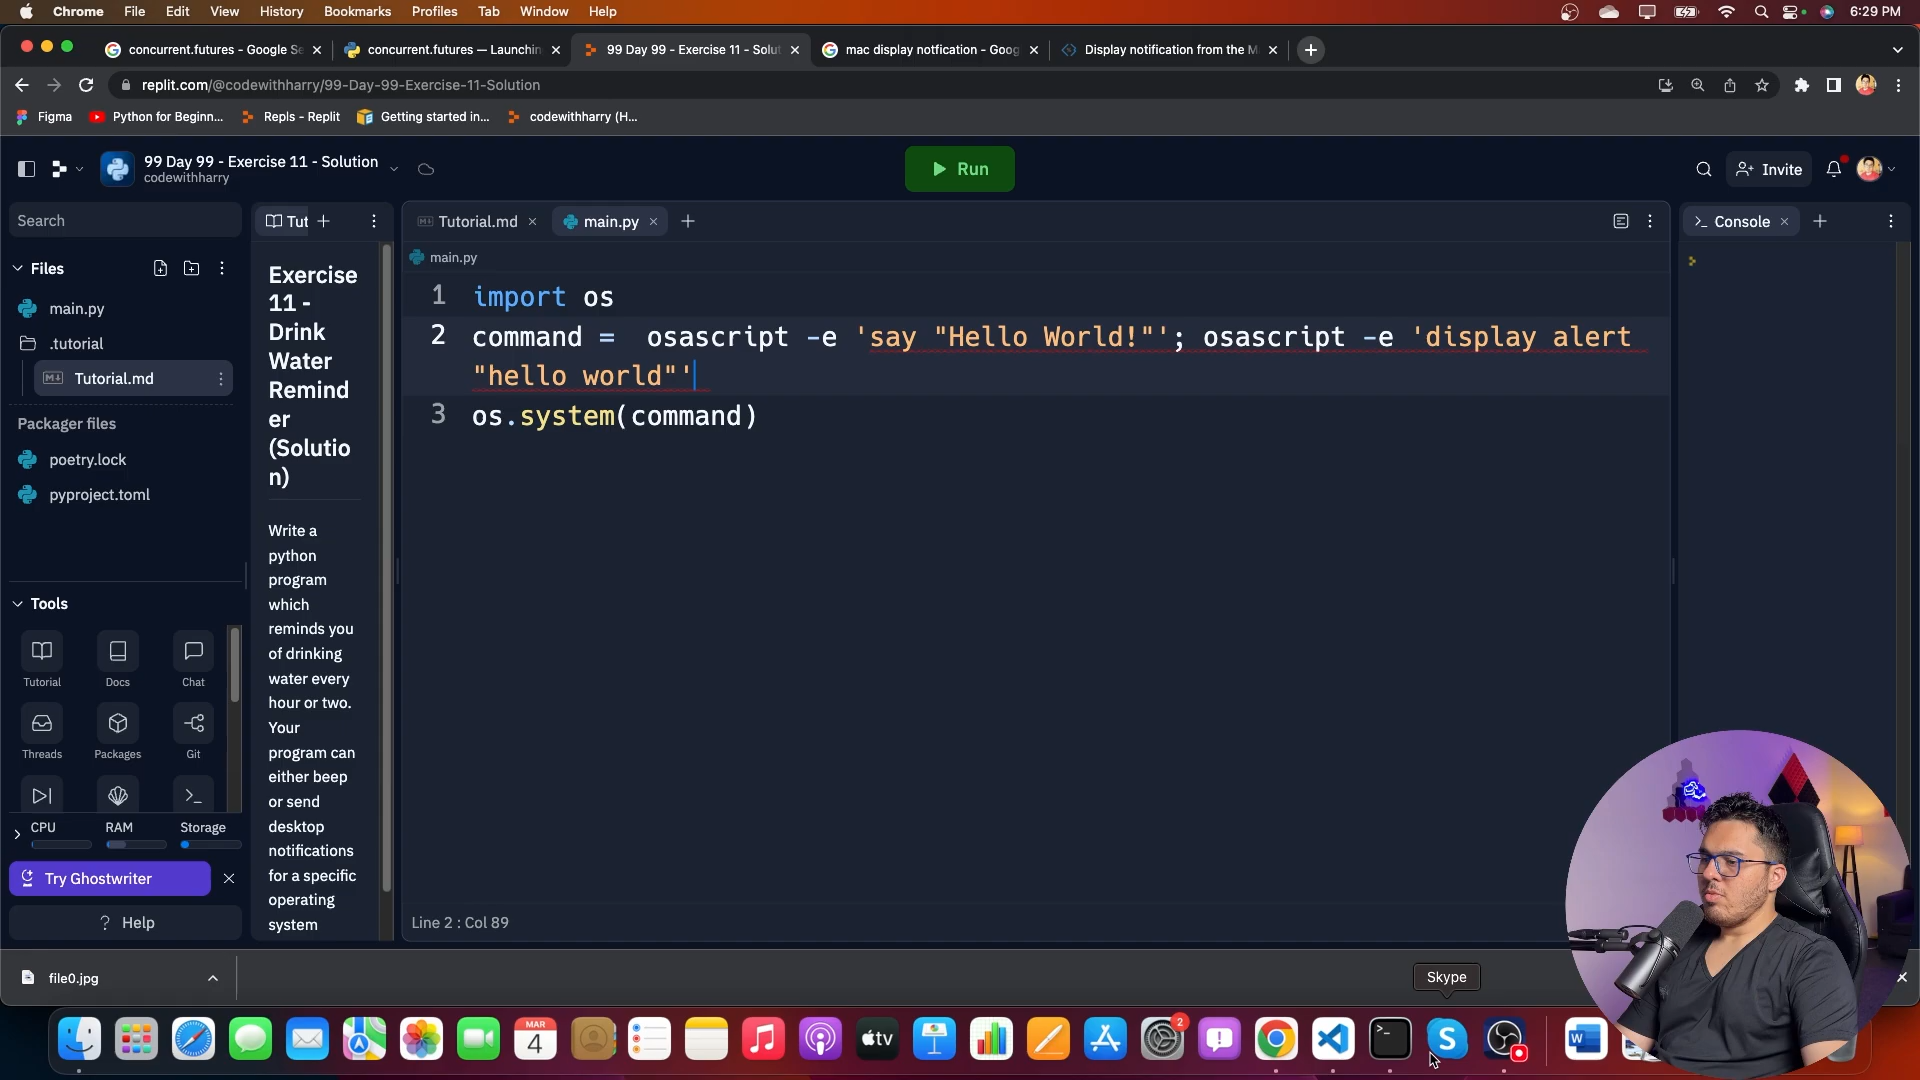 Chrome File Edit View History Bookmarks Profiles Tab Window Help 6:29 PM
concurrent.futures - Google Se
concurrent.futures — Launchin
99 Day 99 - Exercise 11 - Solut
mac display notfication - Goog
Display notification from the M
replit.com/@codewithharry/99-Day-99-Exercise-11-Solution
Figma
Python for Beginn...
Repls - Replit
Getting started in...
codewithharry (H...
99 Day 99 - Exercise 11 - Solution
codewithharry
Run
Invite
Search
Files
main.py
.tutorial
Tutorial.md
Packager files
poetry.lock
pyproject.toml
Tools
Tutorial Docs Chat
Threads Packages Git
CPU RAM Storage
Try Ghostwriter
? Help
Tut
Exercise
11 -
Drink
Water
Remind
er
(Solutio
n)
Write a
python
program
which
reminds you
of drinking
water every
hour or two.
Your
program can
either beep
or send
desktop
notifications
for a specific
operating
system
Tutorial.md
main.py
main.py
1 import os
2 command =  osascript -e 'say "Hello World!"'; osascript -e 'display alert
"hello world"'
3 os.system(command)
Line 2 : Col 89
Console
file0.jpg
Skype
MAR
4
tv
2